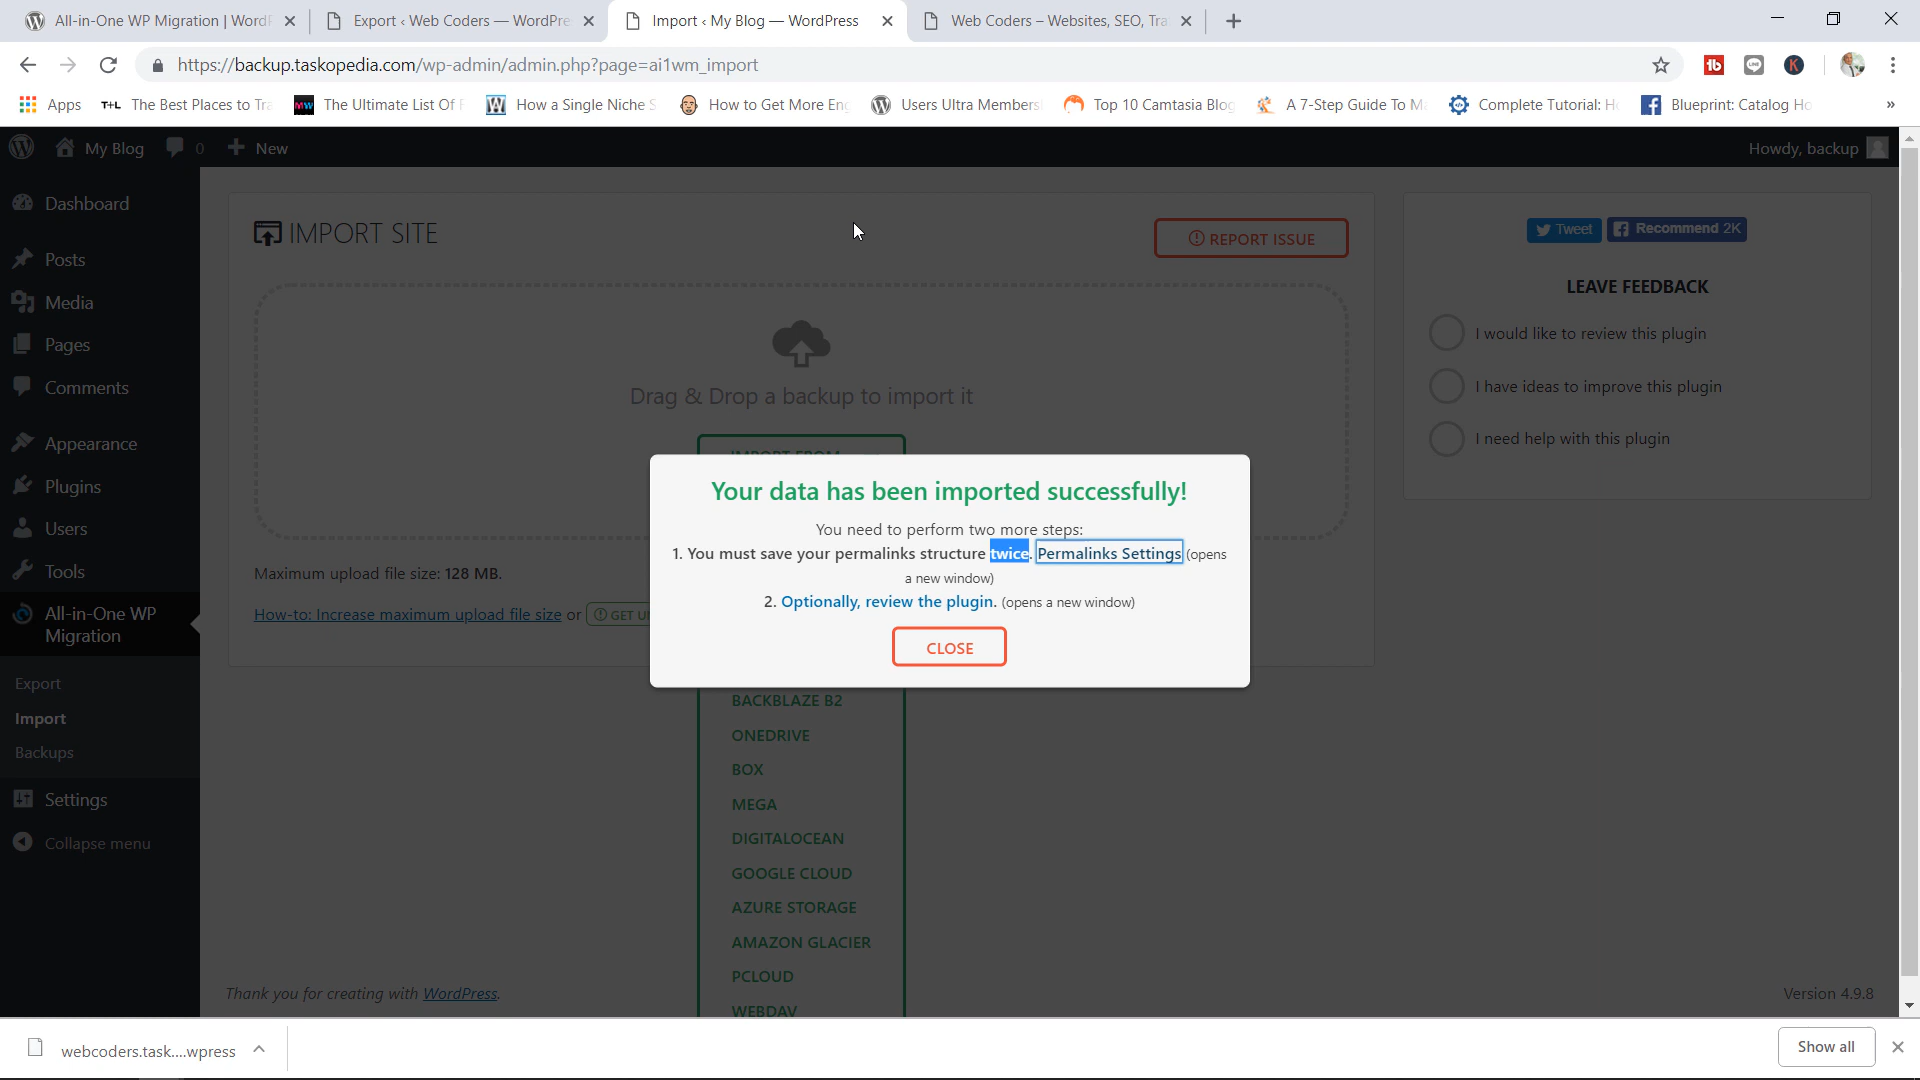 All-in-One WP Migration | Word
Export ‹ Web Coders — WordPre
Import ‹ My Blog — WordPress
Web Coders – Websites, SEO, Tra
https://backup.taskopedia.com/wp-admin/admin.php?page=ai1wm_import
Apps
T+L The Best Places to Tra
MW The Ultimate List Of F
W How a Single Niche S
How to Get More En
Users Ultra Members
Top 10 Camtasia Blog
A 7-Step Guide To M
Complete Tutorial: H
Blueprint: Catalog Ho
»
My Blog
0
New
Howdy, backup
Dashboard
Posts
Media
Pages
Comments
Appearance
Plugins
Users
Tools
All-in-One WP
Migration
Export
Import
Backups
Settings
Collapse menu
IMPORT SITE
REPORT ISSUE
Drag & Drop a backup to import it
IMPORT FROM
Maximum upload file size: 128 MB.
How-to: Increase maximum upload file size or
GET U
Your data has been imported successfully!
You need to perform two more steps:
1. You must save your permalinks structure twice. Permalinks Settings (opens
a new window)
2. Optionally, review the plugin. (opens a new window)
CLOSE
BACKBLAZE B2
ONEDRIVE
BOX
MEGA
DIGITALOCEAN
GOOGLE CLOUD
AZURE STORAGE
AMAZON GLACIER
PCLOUD
WEBDAV
Tweet
Recommend 2K
LEAVE FEEDBACK
I would like to review this plugin
I have ideas to improve this plugin
I need help with this plugin
Thank you for creating with WordPress.
Version 4.9.8
webcoders.task....wpress
Show all